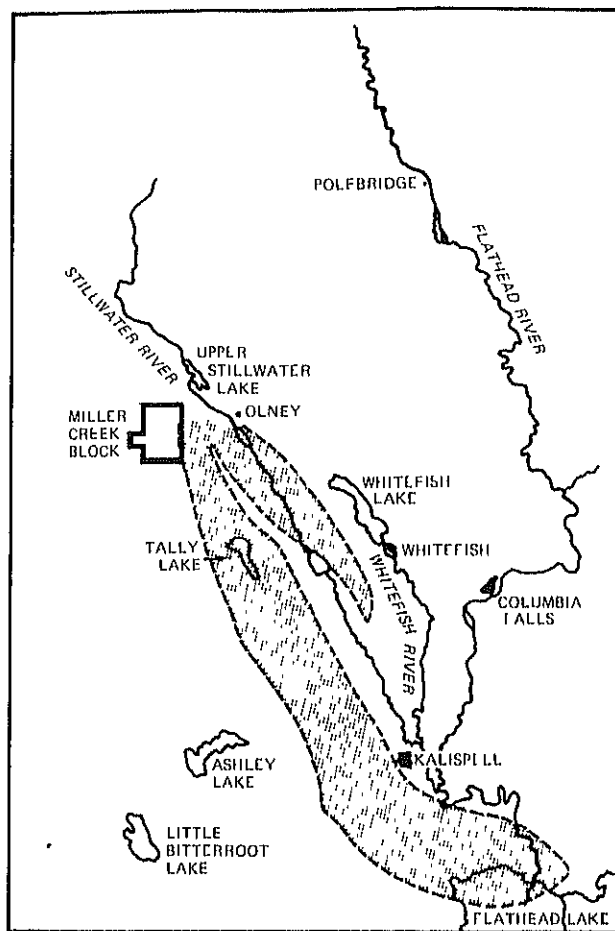 POLEBRIDGE
FLATHEAD RIVER
STILLWATER RIVER
UPPER
STILLWATER
LAKE
OLNEY
MILLER
CREEK
BLOCK
WHITEFISH
LAKE
WHITEFISH
TALLY
LAKE
WHITEFISH RIVER
COLUMBIA
FALLS
KALISPELL
ASHLEY
LAKE
LITTLE
BITTERROOT
LAKE
FLATHEAD LAKE